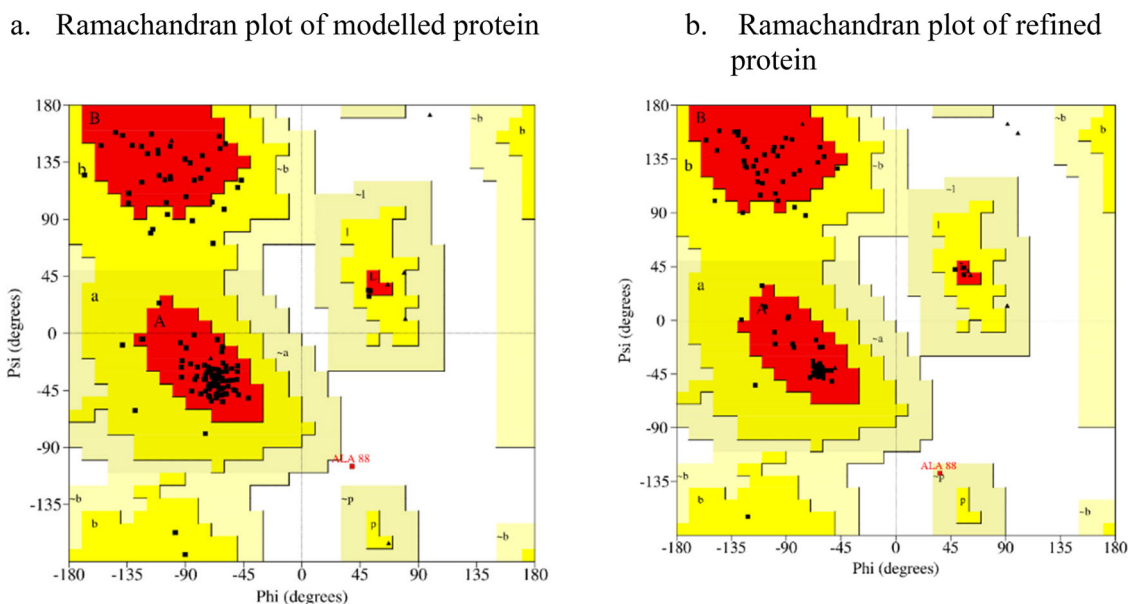 a. Ramachandran plot of modelled protein
b. Ramachandran plot of refined
protein
180
135
90
45
0
-45
-90
-135
-180 -135 -90 -45 0 45 90 135 180
Psi (degrees)
Phi (degrees)
B
b
~b
~b
b
~l
l
L
a
A
~a
ALA 88
~b
b
~p
p
~b
180
135
90
45
0
-45
-90
-135
-180 -135 -90 -45 0 45 90 135 180
Psi (degrees)
Phi (degrees)
B
b
~b
~b
b
~l
l
a
A
~a
ALA 88
~p
p
~b
b
~b